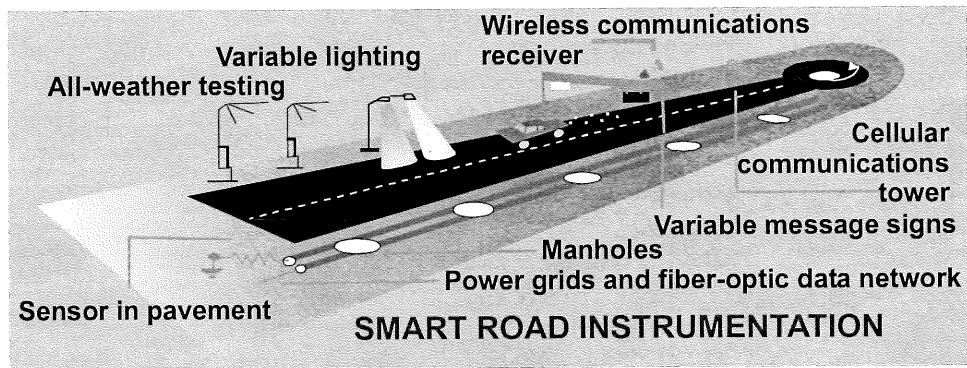 Wireless communications
receiver
Variable lighting
All-weather testing
Cellular
communications
tower
Variable message signs
Manholes
Power grids and fiber-optic data network
Sensor in pavement
SMART ROAD INSTRUMENTATION